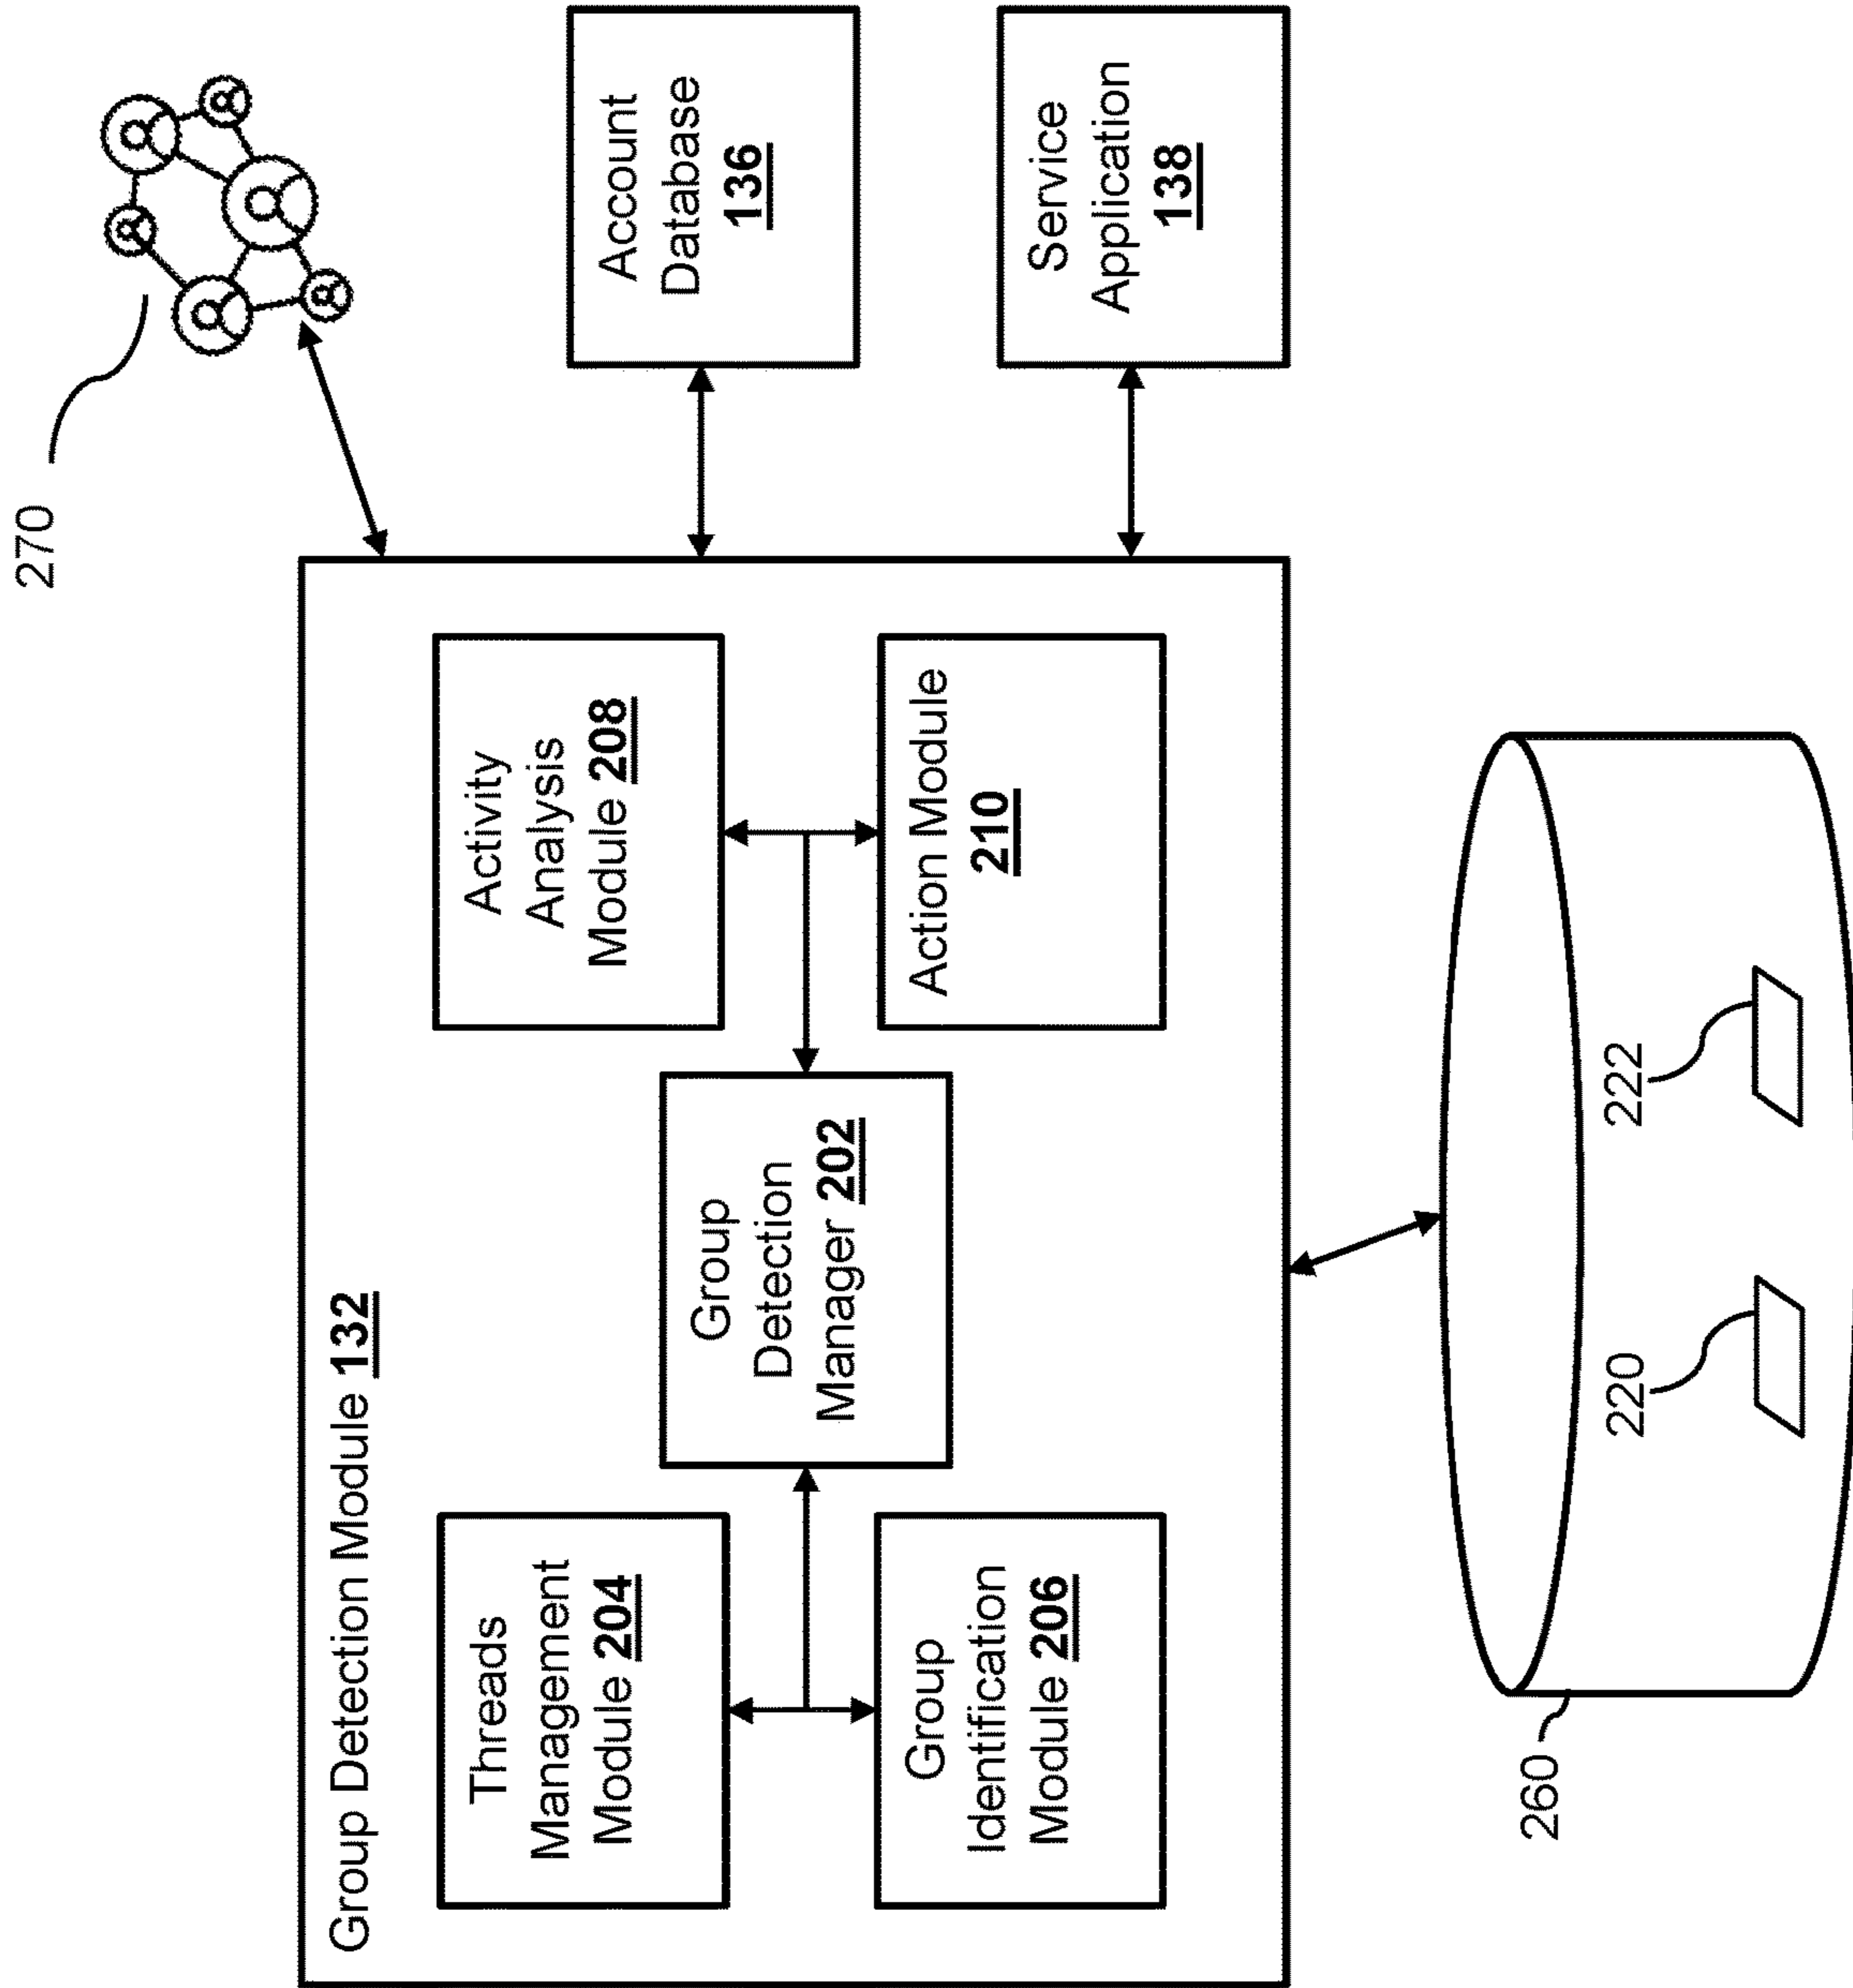 270
Group Detection Module 132
Threads
Management
Module 204
Group
Identification
Module 206
Group
Detection
Manager 202
Activity
Analysis
Module 208
Action Module
210
Account
Database
136
Service
Application
138
260
220
222